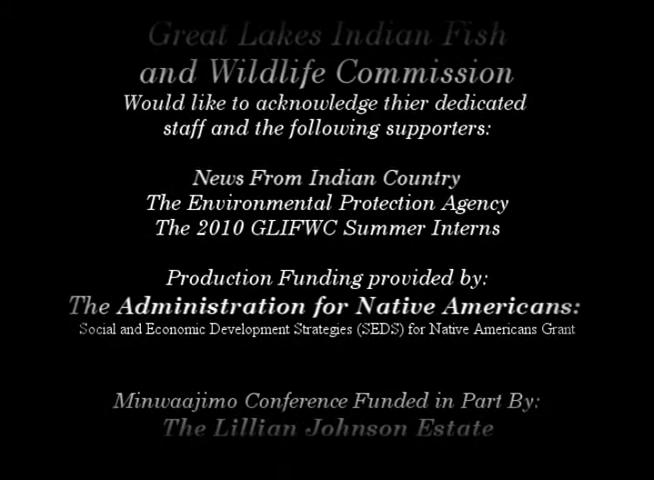 Great Lakes Indian Fish
and Wildlife Commission
Would like to acknowledge thier dedicated
staff and the following supporters:
News From Indian Country
The Environmental Protection Agency
The 2010 GLIFWC Summer Interns
Production Funding provided by:
The Administration for Native Americans:
Social and Economic Development Strategies (SEDS) for Native Americans Grant
Minwaajimo Conference Funded in Part By:
The Lillian Johnson Estate